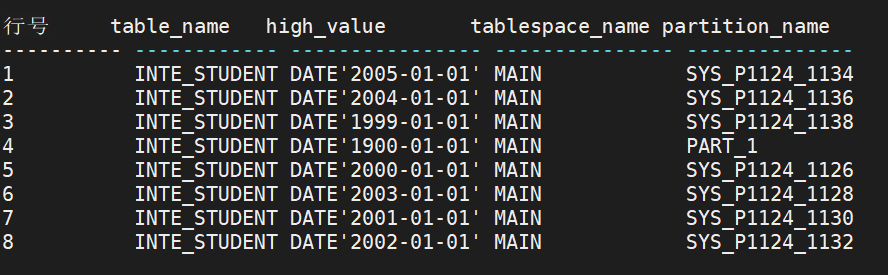 行号 table_name high_value tablespace_name partition_name
---------- ------------ ---------------- --------------- --------------
1 INTE_STUDENT DATE'2005-01-01' MAIN SYS_P1124_1134
2 INTE_STUDENT DATE'2004-01-01' MAIN SYS_P1124_1136
3 INTE_STUDENT DATE'1999-01-01' MAIN SYS_P1124_1138
4 INTE_STUDENT DATE'1900-01-01' MAIN PART_1
5 INTE_STUDENT DATE'2000-01-01' MAIN SYS_P1124_1126
6 INTE_STUDENT DATE'2003-01-01' MAIN SYS_P1124_1128
7 INTE_STUDENT DATE'2001-01-01' MAIN SYS_P1124_1130
8 INTE_STUDENT DATE'2002-01-01' MAIN SYS_P1124_1132